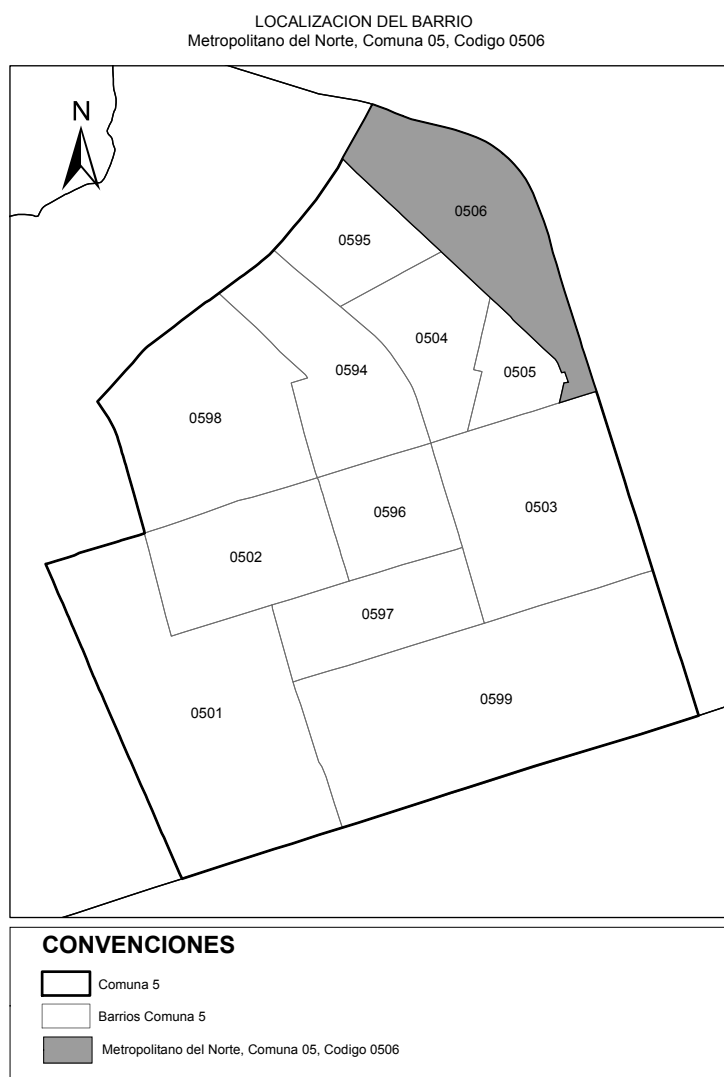 LOCALIZACION DEL BARRIO
Metropolitano del Norte, Comuna 05, Codigo 0506
N
0506
0595
0504
0594
0505
0598
0503
0596
0502
0597
0599
0501
CONVENCIONES
Comuna 5
Barrios Comuna 5
Metropolitano del Norte, Comuna 05, Codigo 0506